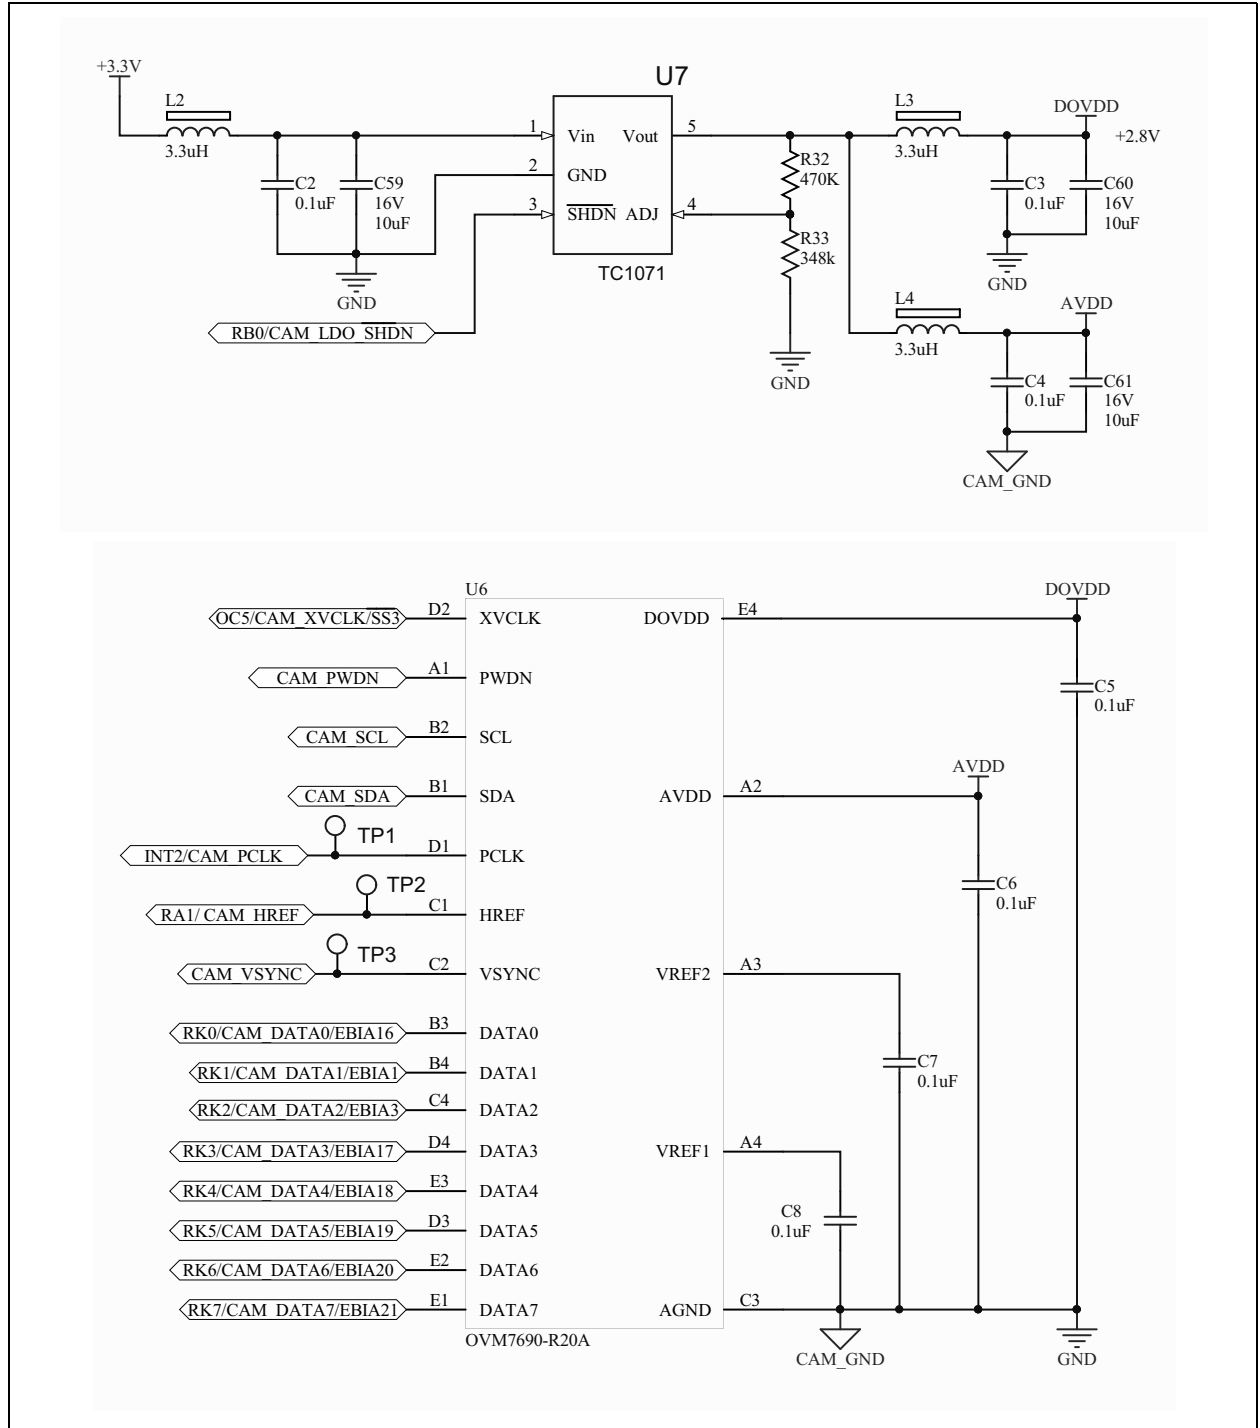 +3.3V
L2
3.3uH
C2
0.1uF
C59
16V
10uF
GND
RB0/CAM_LDO_SHDN
U7
1
Vin
2
GND
3
SHDN
Vout
5
ADJ
4
TC1071
R32
470K
R33
348k
GND
L3
3.3uH
DOVDD
+2.8V
C3
0.1uF
C60
16V
10uF
GND
L4
3.3uH
AVDD
C4
0.1uF
C61
16V
10uF
CAM_GND
U6
OC5/CAM_XVCLK/SS3
D2
XVCLK
CAM_PWDN
A1
PWDN
CAM_SCL
B2
SCL
CAM_SDA
B1
SDA
TP1
INT2/CAM_PCLK
D1
PCLK
TP2
RA1/ CAM_HREF
C1
HREF
TP3
CAM_VSYNC
C2
VSYNC
RK0/CAM_DATA0/EBIA16
B3
DATA0
RK1/CAM_DATA1/EBIA1
B4
DATA1
RK2/CAM_DATA2/EBIA3
C4
DATA2
RK3/CAM_DATA3/EBIA17
D4
DATA3
RK4/CAM_DATA4/EBIA18
E3
DATA4
RK5/CAM_DATA5/EBIA19
D3
DATA5
RK6/CAM_DATA6/EBIA20
E2
DATA6
RK7/CAM_DATA7/EBIA21
E1
DATA7
OVM7690-R20A
DOVDD
E4
DOVDD
C5
0.1uF
AVDD
A2
AVDD
C6
0.1uF
VREF2
A3
C7
0.1uF
VREF1
A4
C8
0.1uF
AGND
C3
CAM_GND
GND